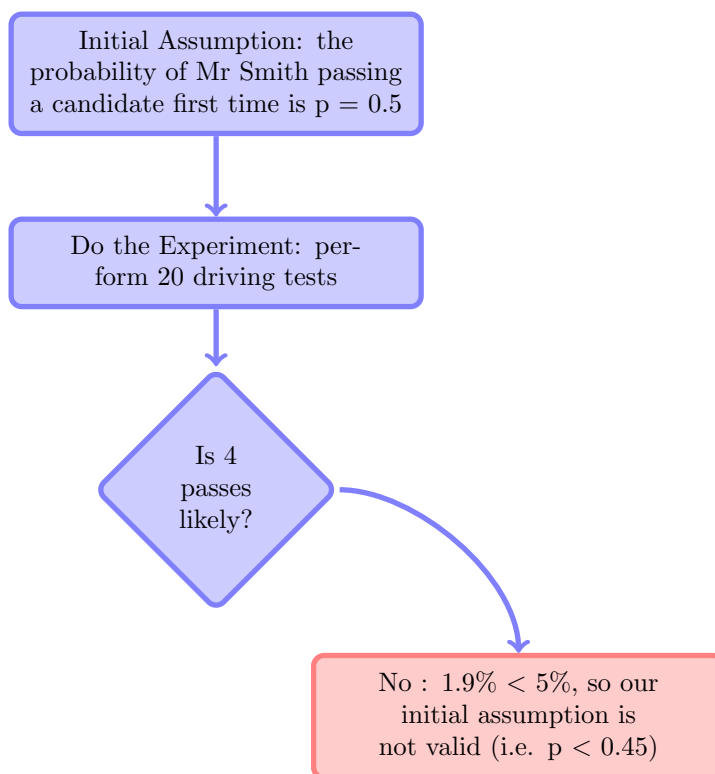 Initial Assumption: the
probability of Mr Smith passing
a candidate first time is p = 0.5
Do the Experiment: per-
form 20 driving tests
Is 4
passes
likely?
No : 1.9% < 5%, so our
initial assumption is
not valid (i.e. p < 0.45)